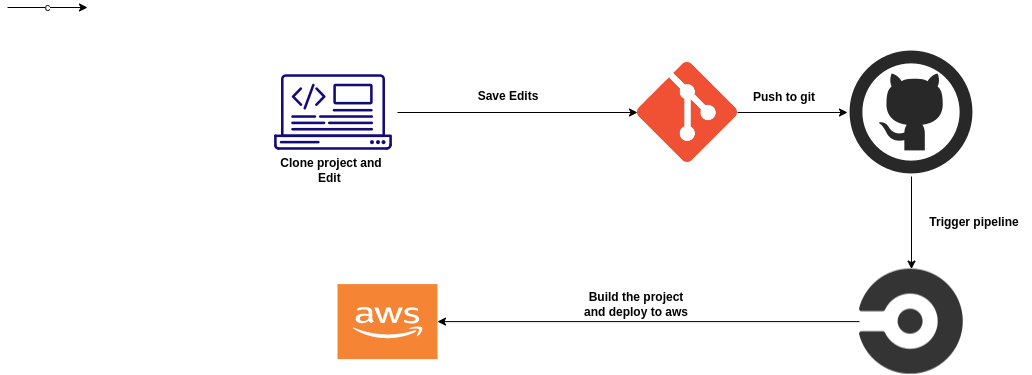 c
Save Edits
Push to git
Clone project and
Edit
Trigger pipeline
Build the project
and deploy to aws
aws